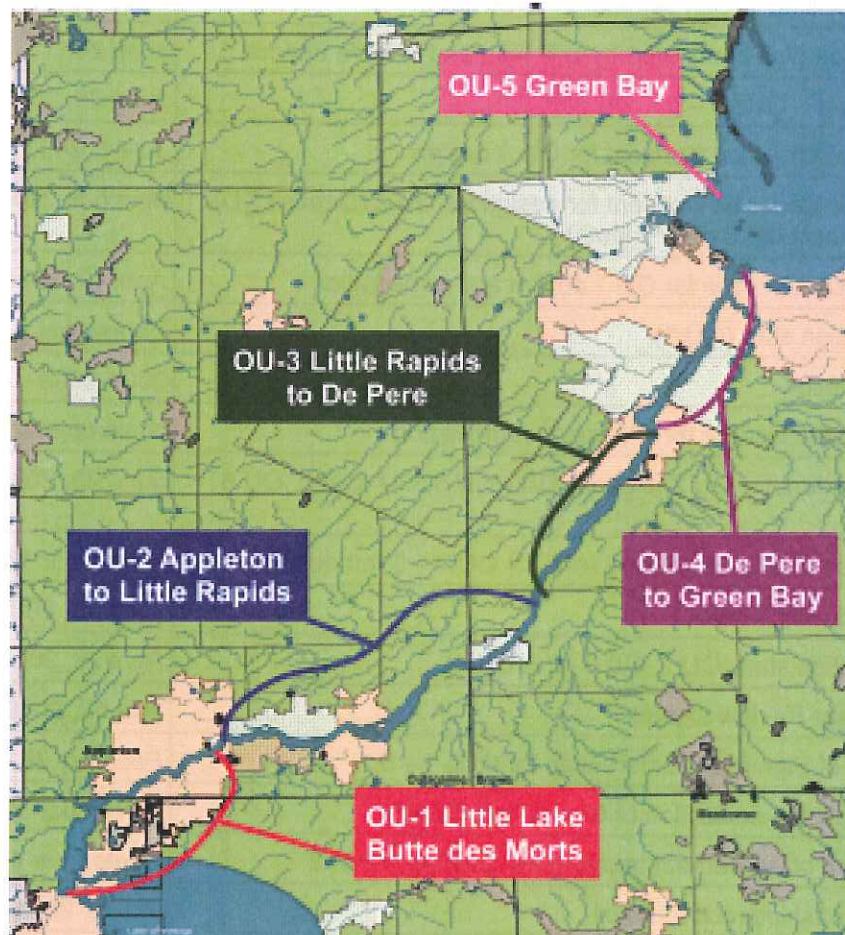 OU-5 Green Bay
OU-3 Little Rapids
to De Pere
OU-2 Appleton
to Little Rapids
OU-4 De Pere
to Green Bay
Appleton
OU-1 Little Lake
Butte des Morts